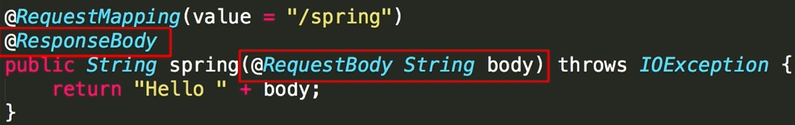 @RequestMapping(value = "/spring")
@ResponseBody
public String spring(@RequestBody String body) throws IOException {
    return "Hello " + body;
}